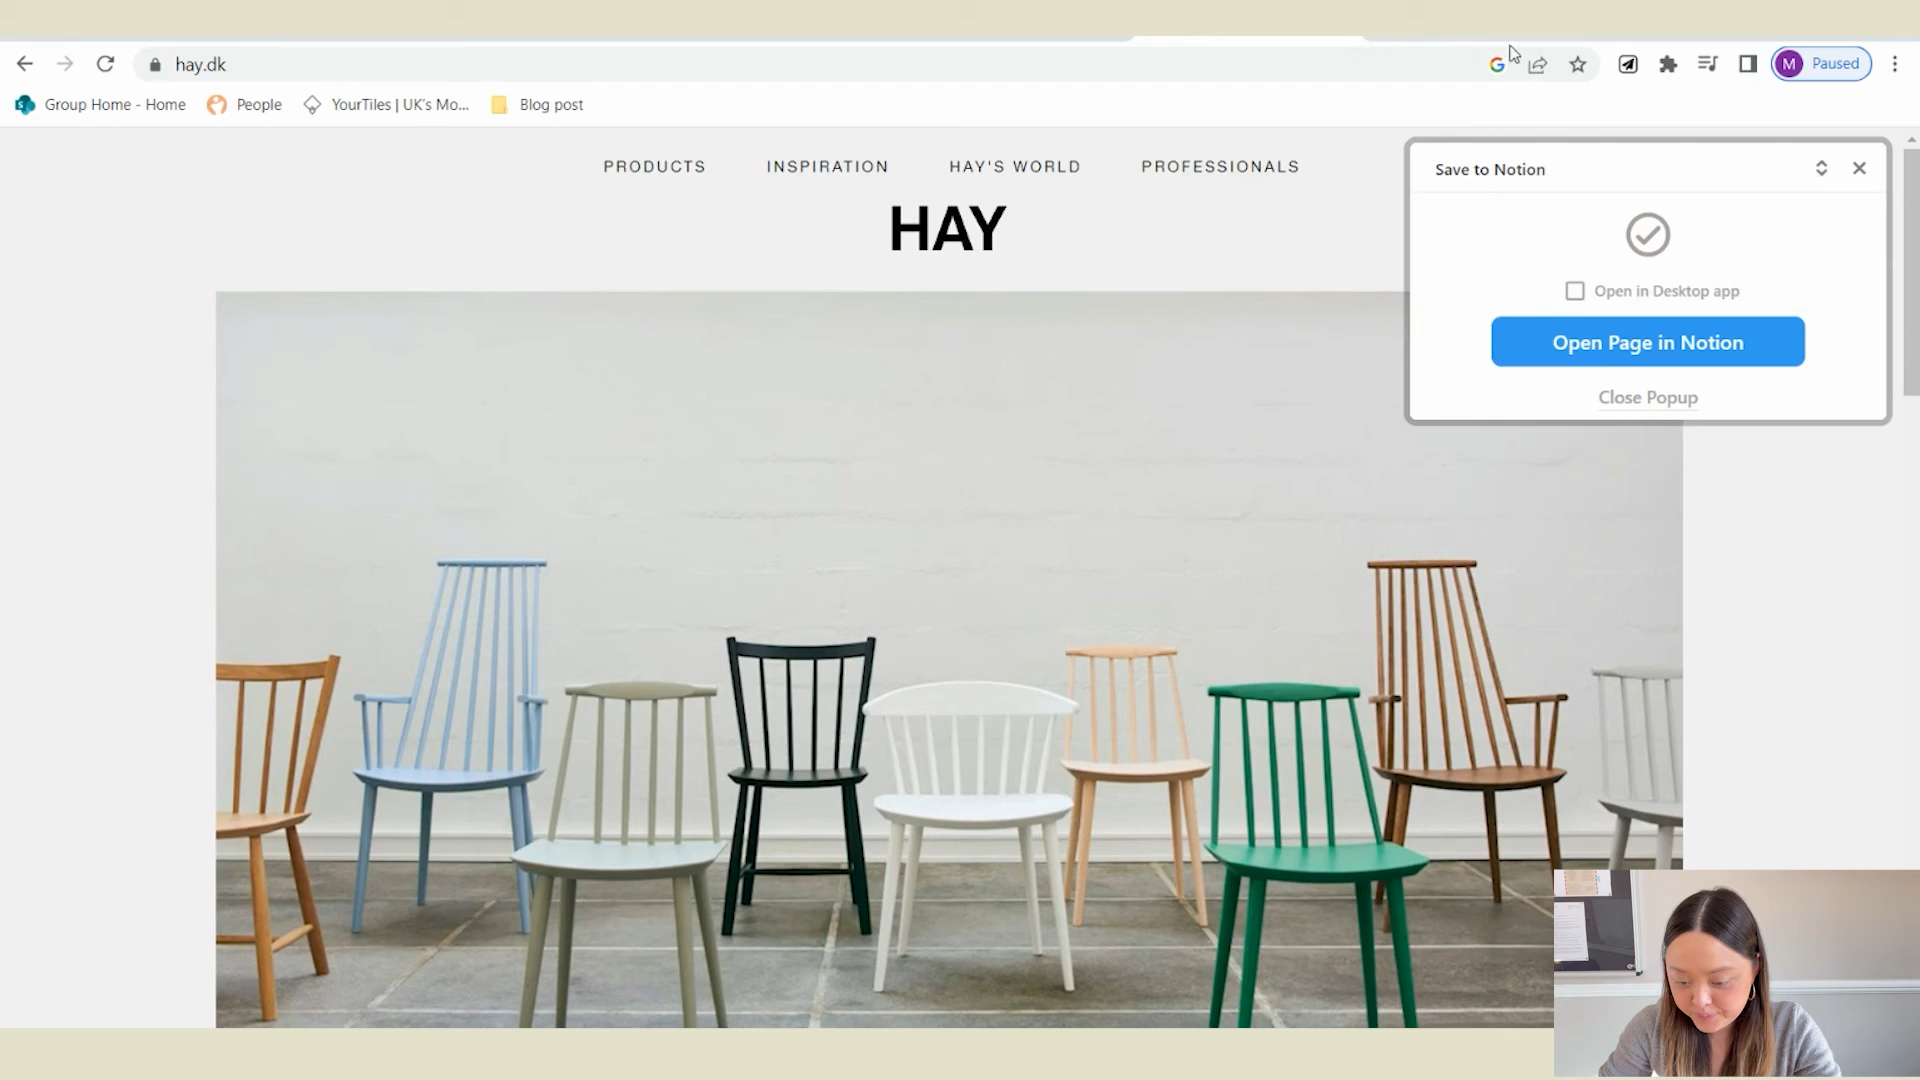 hay.dk
M Paused
Group Home - Home People YourTiles | UK's Mo... Blog post
PRODUCTS INSPIRATION HAY'S WORLD PROFESSIONALS
HAY
Save to Notion
Open in Desktop app
Open Page in Notion
Close Popup